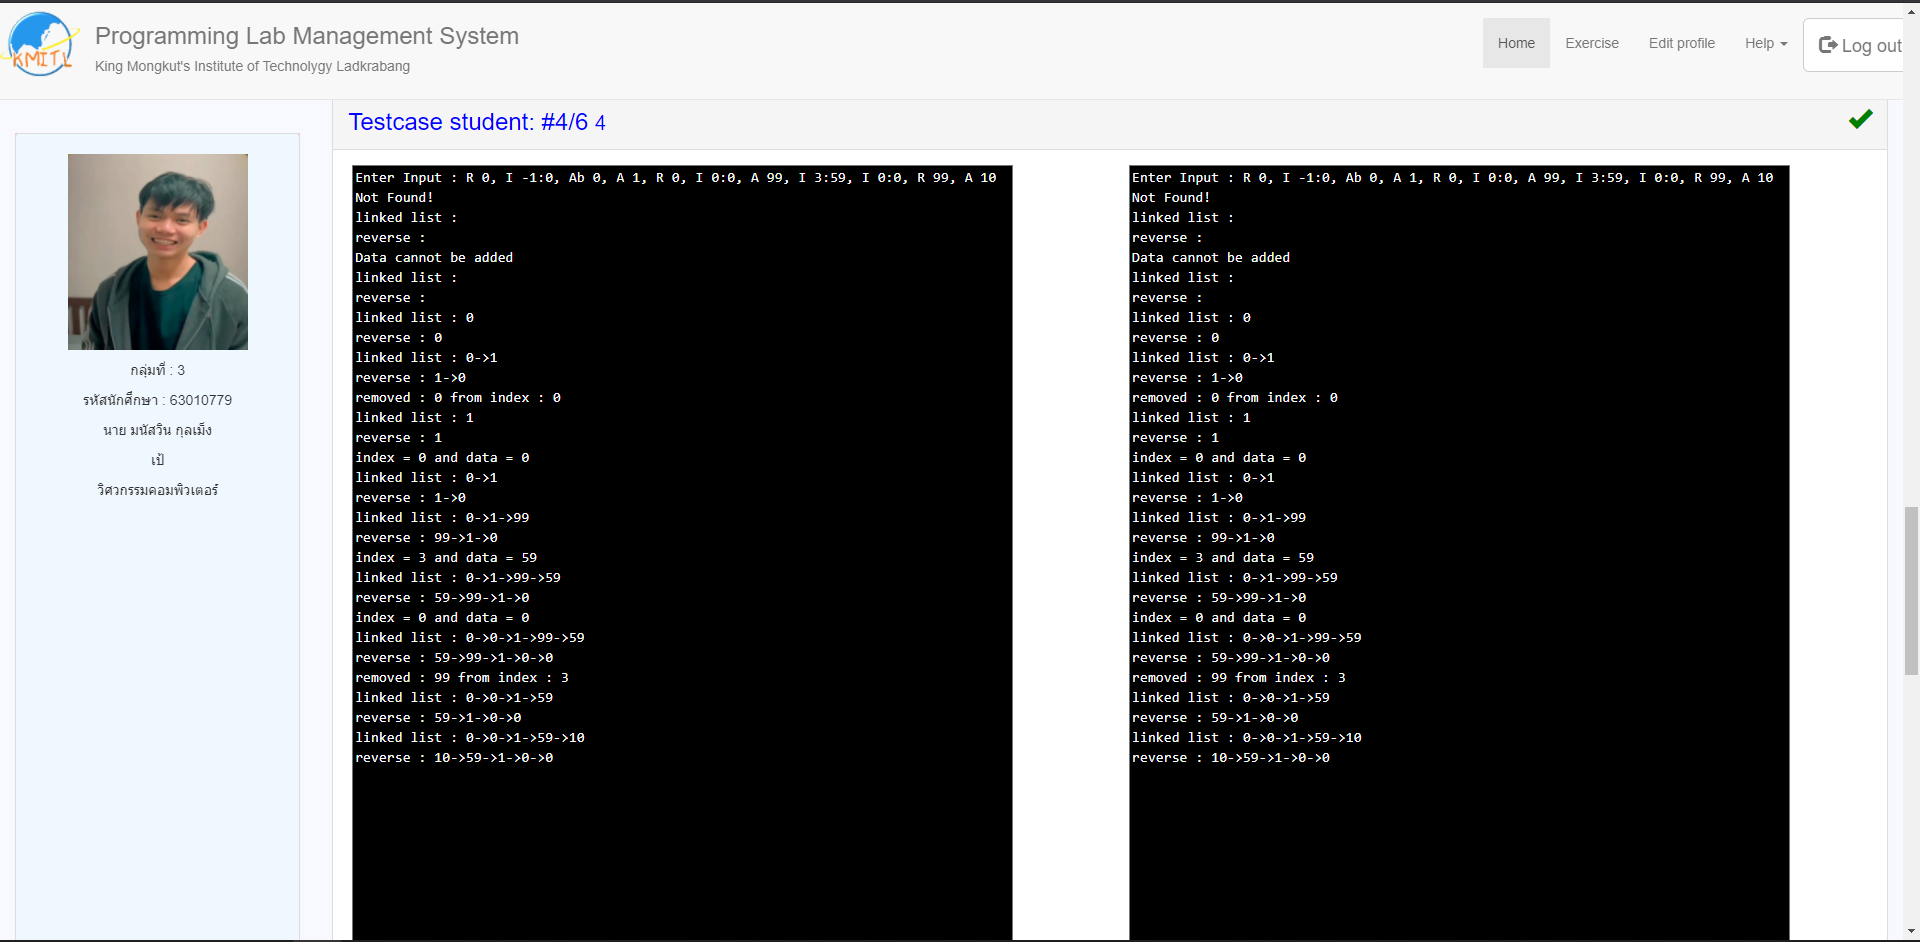 KMITL
Programming Lab Management System
King Mongkut's Institute of Technolygy Ladkrabang
Home
Exercise
Edit profile
Help
Log out
กลุ่มที่ : 3
รหัสนักศึกษา : 63010779
นาย มนัสวิน กุลเม็ง
เป้
วิศวกรรมคอมพิวเตอร์
Testcase student: #4/6 4
Enter Input : R 0, I -1:0, Ab 0, A 1, R 0, I 0:0, A 99, I 3:59, I 0:0, R 99, A 10
Not Found!
linked list :
reverse :
Data cannot be added
linked list :
reverse :
linked list : 0
reverse : 0
linked list : 0->1
reverse : 1->0
removed : 0 from index : 0
linked list : 1
reverse : 1
index = 0 and data = 0
linked list : 0->1
reverse : 1->0
linked list : 0->1->99
reverse : 99->1->0
index = 3 and data = 59
linked list : 0->1->99->59
reverse : 59->99->1->0
index = 0 and data = 0
linked list : 0->0->1->99->59
reverse : 59->99->1->0->0
removed : 99 from index : 3
linked list : 0->0->1->59
reverse : 59->1->0->0
linked list : 0->0->1->59->10
reverse : 10->59->1->0->0
Enter Input : R 0, I -1:0, Ab 0, A 1, R 0, I 0:0, A 99, I 3:59, I 0:0, R 99, A 10
Not Found!
linked list :
reverse :
Data cannot be added
linked list :
reverse :
linked list : 0
reverse : 0
linked list : 0->1
reverse : 1->0
removed : 0 from index : 0
linked list : 1
reverse : 1
index = 0 and data = 0
linked list : 0->1
reverse : 1->0
linked list : 0->1->99
reverse : 99->1->0
index = 3 and data = 59
linked list : 0->1->99->59
reverse : 59->99->1->0
index = 0 and data = 0
linked list : 0->0->1->99->59
reverse : 59->99->1->0->0
removed : 99 from index : 3
linked list : 0->0->1->59
reverse : 59->1->0->0
linked list : 0->0->1->59->10
reverse : 10->59->1->0->0